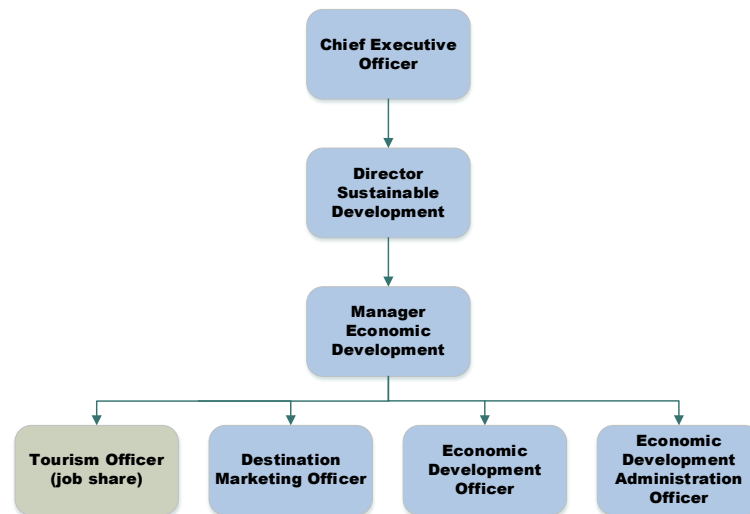 Chief Executive
Officer
Director
Sustainable
Development
Manager
Economic
Development
Tourism Officer
(job share)
Destination
Marketing Officer
Economic
Development
Officer
Economic
Development
Administration
Officer